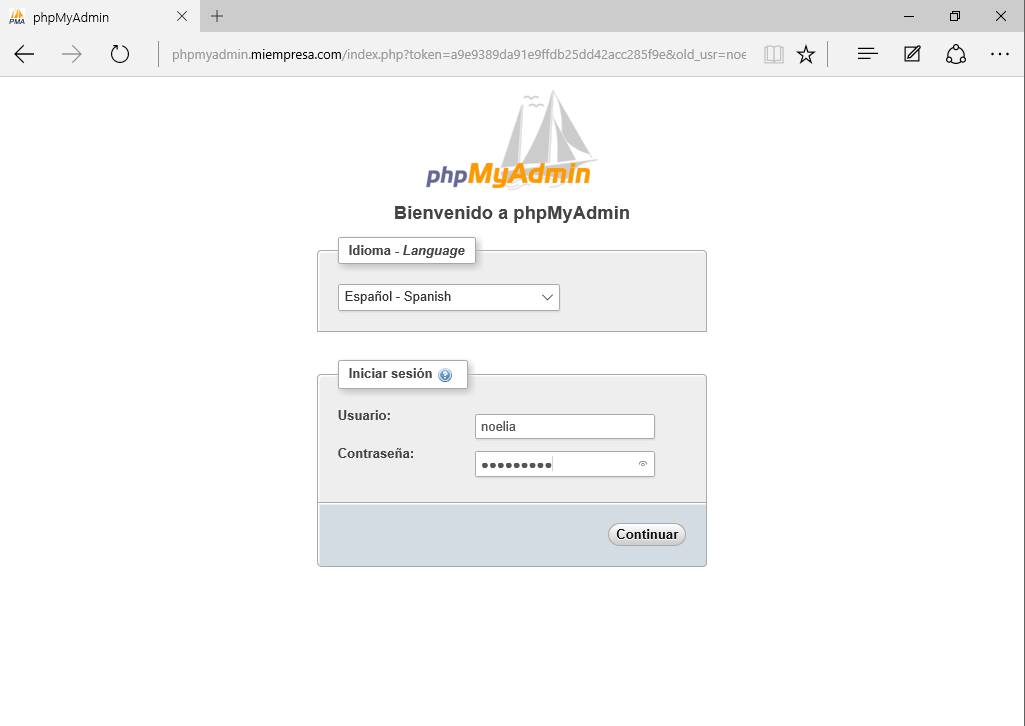 PMA phpMyAdmin
phpmyadmin.miempresa.com/index.php?token=a9e9389da91e9ffdb25dd42acc285f9e&old_usr=noe
phpMyAdmin
Bienvenido a phpMyAdmin
Idioma - Language
Español - Spanish
Iniciar sesión
Usuario:
noelia
Contraseña:
●●●●●●●●●
Continuar